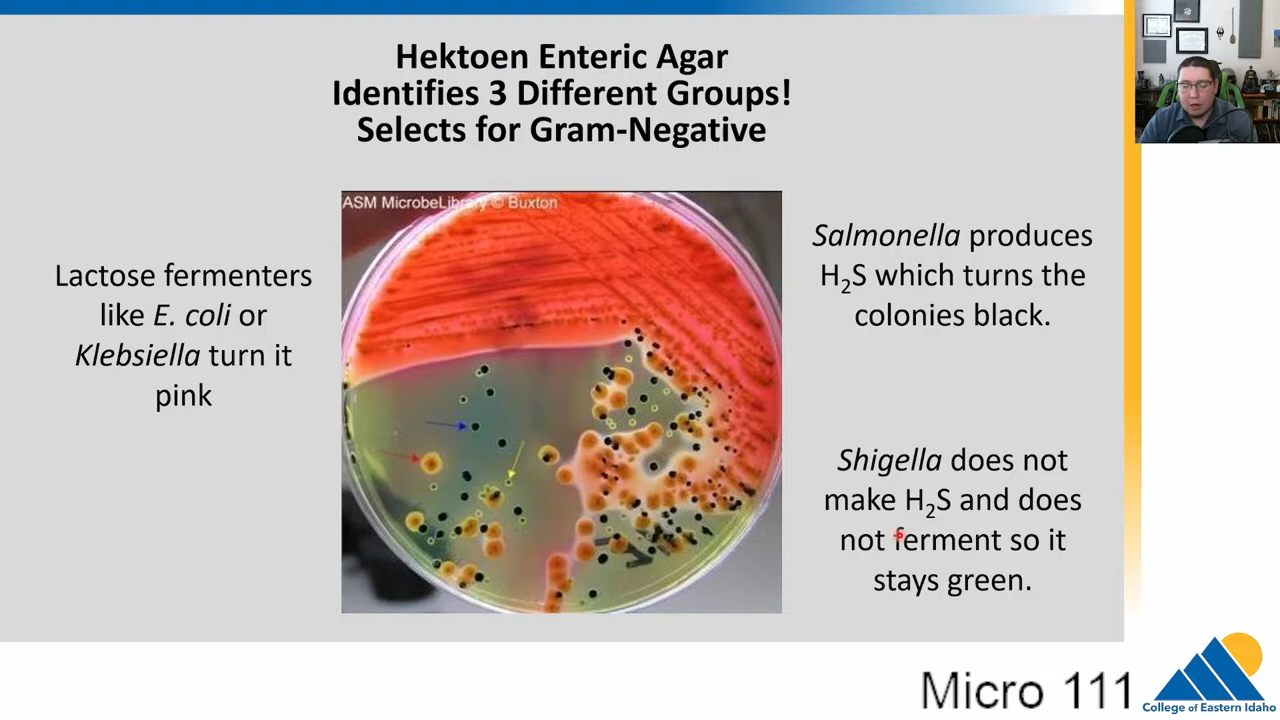 Hektoen Enteric Agar
Identifies 3 Different Groups!
Selects for Gram-Negative
ASM MicrobeLibrary © Buxton
Lactose fermenters
like E. coli or
Klebsiella turn it
pink
Salmonella produces
H₂S which turns the
colonies black.
Shigella does not
make H₂S and does
not ferment so it
stays green.
Micro 111
College of Eastern Idaho